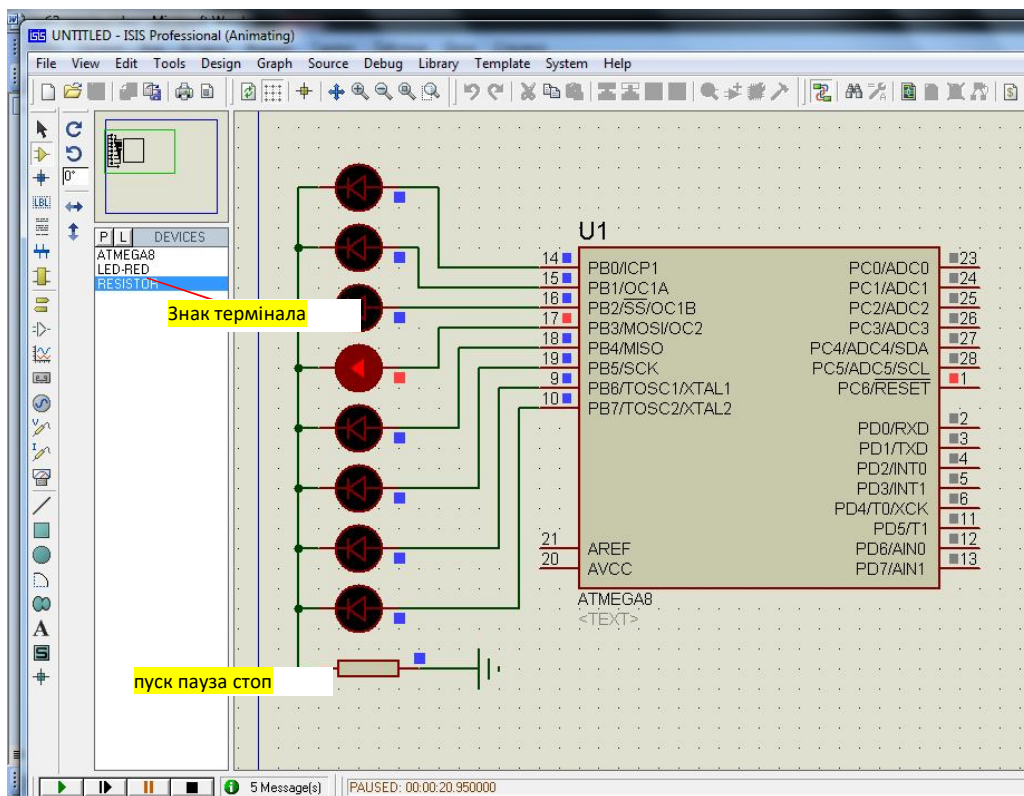 UNTITLED - ISIS Professional (Animating)
File View Edit Tools Design Graph Source Debug Library Template System Help
0°
LBL
P L DEVICES
ATMEGA8
LED-RED
RESISTOR
Знак термінала
U1
14 PB0/ICP1
15 PB1/OC1A
16 PB2/SS/OC1B
17 PB3/MOSI/OC2
18 PB4/MISO
19 PB5/SCK
9 PB6/TOSC1/XTAL1
10 PB7/TOSC2/XTAL2
21 AREF
20 AVCC
PC0/ADC0 23
PC1/ADC1 24
PC2/ADC2 25
PC3/ADC3 26
PC4/ADC4/SDA 27
PC5/ADC5/SCL 28
PC6/RESET 1
PD0/RXD 2
PD1/TXD 3
PD2/INT0 4
PD3/INT1 5
PD4/T0/XCK 6
PD5/T1 11
PD6/AIN0 12
PD7/AIN1 13
ATMEGA8
<TEXT>
пуск пауза стоп
A
S
5 Message(s)
PAUSED: 00:00:20.950000